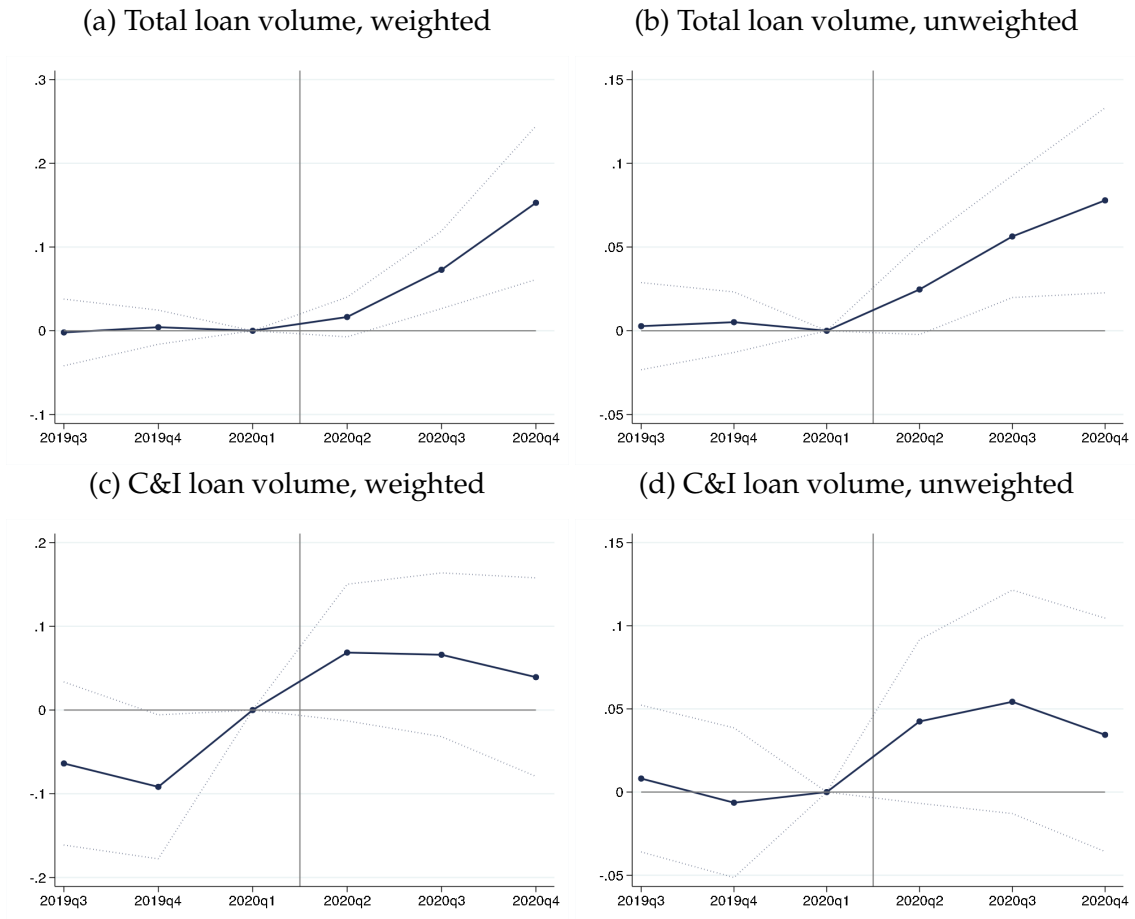 (a) Total loan volume, weighted
(b) Total loan volume, unweighted
.3
.2
.1
0
-.1
2019q3 2019q4 2020q1 2020q2 2020q3 2020q4
.15
.1
.05
0
-.05
2019q3 2019q4 2020q1 2020q2 2020q3 2020q4
(c) C&I loan volume, weighted
(d) C&I loan volume, unweighted
.2
.1
0
-.1
-.2
2019q3 2019q4 2020q1 2020q2 2020q3 2020q4
.15
.1
.05
0
-.05
2019q3 2019q4 2020q1 2020q2 2020q3 2020q4